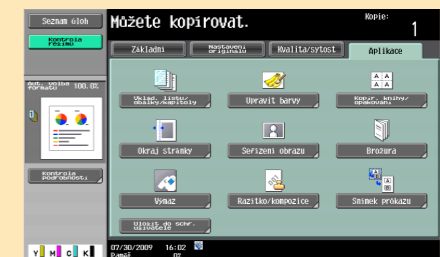 Seznam úloh
Kontrola
režimu
Můžete kopírovat.
Kopie:
1
Základní
Nastavení
originálu
Kvalita/sytost
Aplikace
Aut. volba
formátu
100.0%
Vklád. listu/
obálky/kapitoly
Upravit barvy
Kopír. knihy/
opakování
Okraj stránky
Seřízení obrazu
Brožura
Kontrola
podrobností
Výmaz
Razítko/kompozice
Snímek průkazu
Uložit do schr.
uživatele
07/30/2009 16:02
Paměť 0%
Y M C K